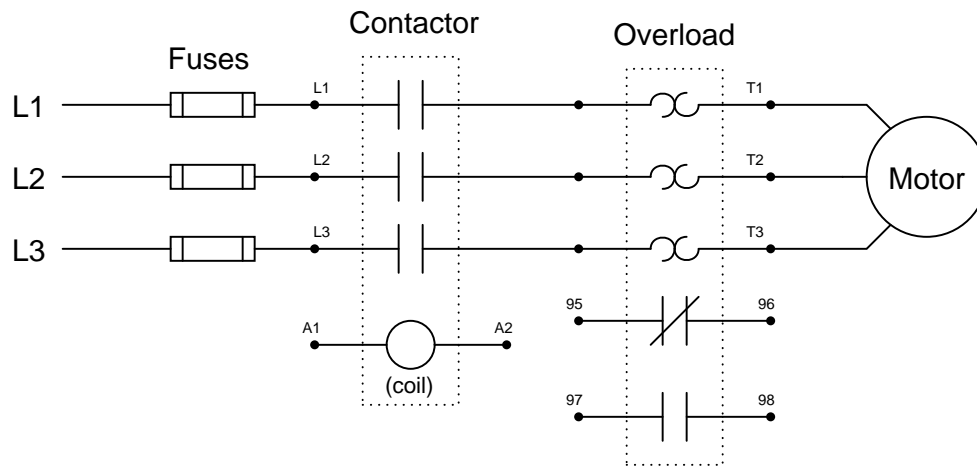 Contactor
Overload
Fuses
L1
L1
T1
L2
L2
T2
Motor
L3
L3
T3
95
96
A1
A2
(coil)
97
98